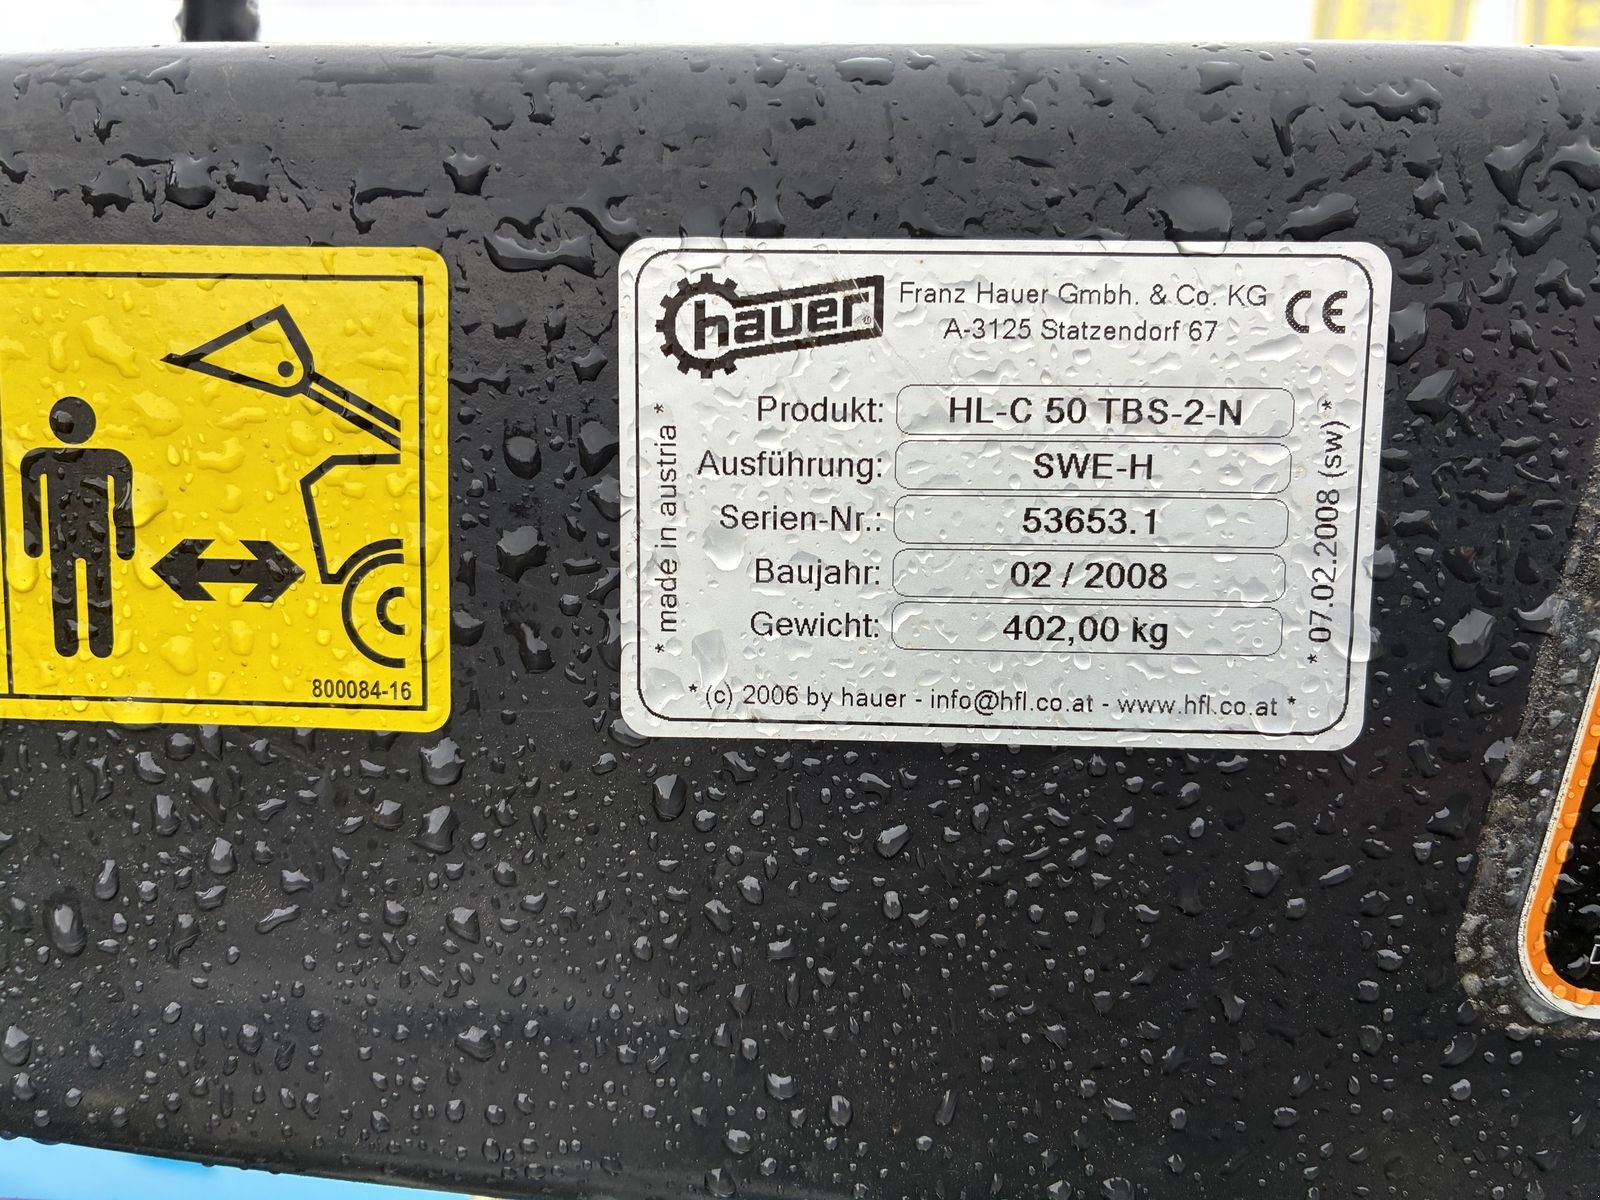 hauer®
Franz Hauer Gmbh. & Co. KG
A-3125 Statzendorf 67
CE
Produkt: HL-C 50 TBS-2-N
Ausführung: SWE-H
Serien-Nr.: 53653.1
Baujahr: 02 / 2008
Gewicht: 402,00 kg
* made in austria *
* 07.02.2008 (sw) *
* (c) 2006 by hauer - info@hfl.co.at - www.hfl.co.at *
800084-16